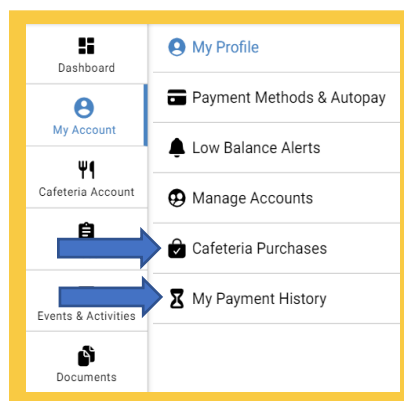 Dashboard
My Account
Cafeteria Account
Events & Activities
Documents
My Profile
Payment Methods & Autopay
Low Balance Alerts
Manage Accounts
Cafeteria Purchases
My Payment History